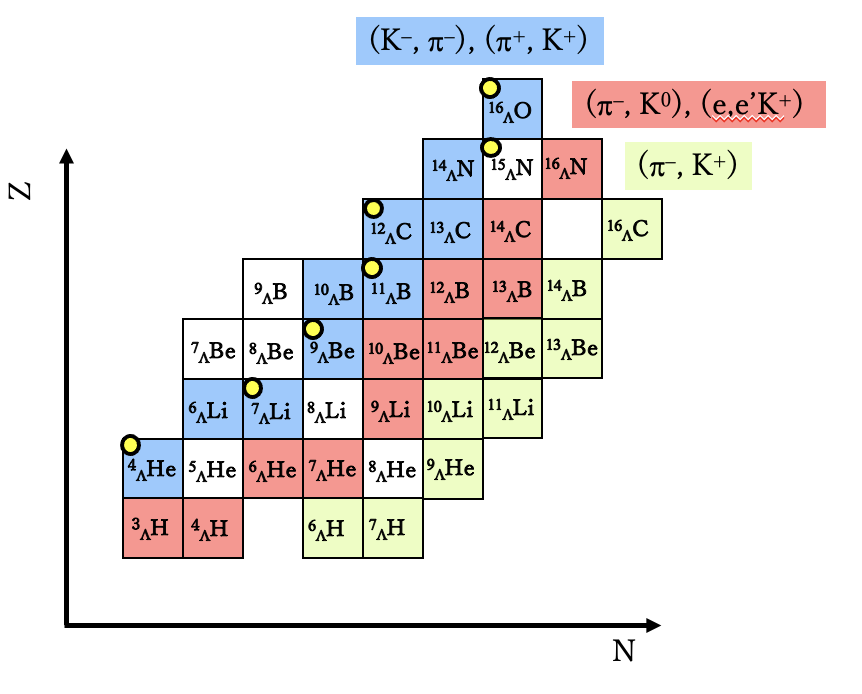 (K⁻, π⁻), (π⁺, K⁺)
¹⁶ΛO
(π⁻, K⁰), (e,e’K⁺)
¹⁴ΛN ¹⁵ΛN ¹⁶ΛN
(π⁻, K⁺)
Z
¹²ΛC ¹³ΛC ¹⁴ΛC ¹⁶ΛC
⁹ΛB ¹⁰ΛB ¹¹ΛB ¹²ΛB ¹³ΛB ¹⁴ΛB
⁷ΛBe ⁸ΛBe ⁹ΛBe ¹⁰ΛBe ¹¹ΛBe ¹²ΛBe ¹³ΛBe
⁶ΛLi ⁷ΛLi ⁸ΛLi ⁹ΛLi ¹⁰ΛLi ¹¹ΛLi
⁴ΛHe ⁵ΛHe ⁶ΛHe ⁷ΛHe ⁸ΛHe ⁹ΛHe
³ΛH ⁴ΛH ⁶ΛH ⁷ΛH
N